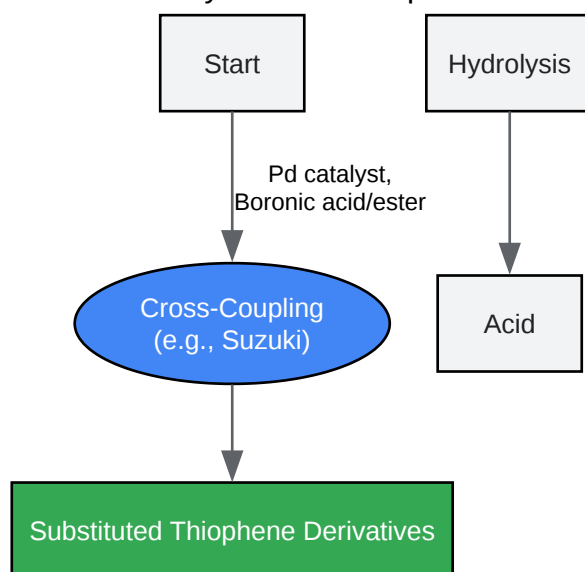 Start
Hydrolysis
Pd catalyst,
Boronic acid/ester
Cross-Coupling
(e.g., Suzuki)
Acid
Substituted Thiophene Derivatives